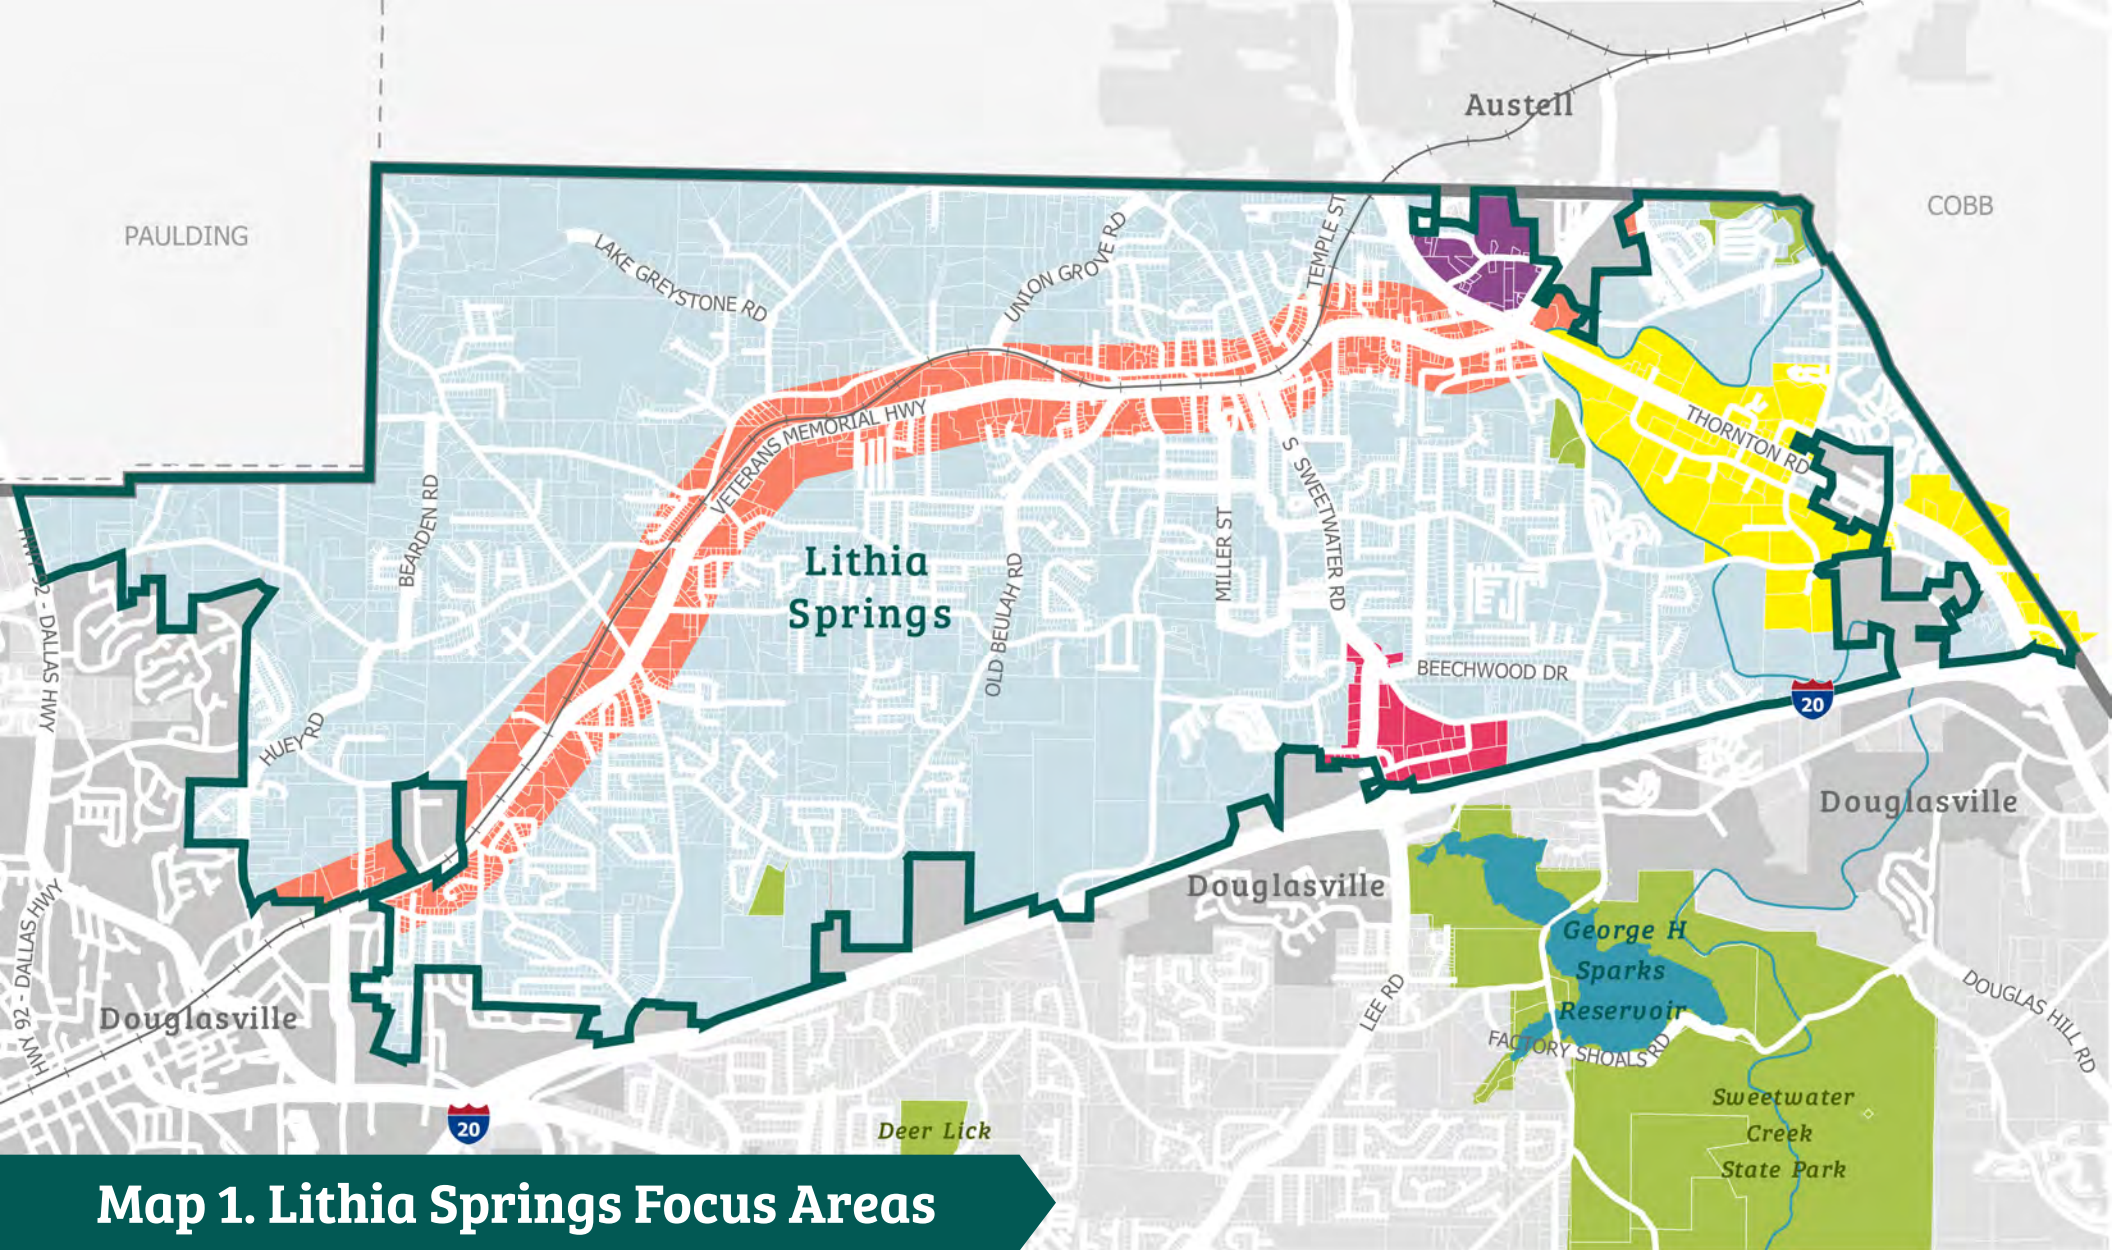 Austell
PAULDING
COBB
LAKE GREYSTONE RD
UNION GROVE RD
TEMPLE ST
VETERANS MEMORIAL HWY
THORNTON RD
BEARDEN RD
S SWEETWATER RD
MILLER ST
OLD BEULAH RD
Lithia
Springs
HWY 92 - DALLAS HWY
BEECHWOOD DR
20
HUEY RD
Douglasville
Douglasville
HWY 92 - DALLAS HWY
George H
Sparks
Reservoir
LEE RD
DOUGLAS HILL RD
Douglasville
FACTORY SHOALS RD
Sweetwater
Creek
State Park
20
Deer Lick
Map 1. Lithia Springs Focus Areas